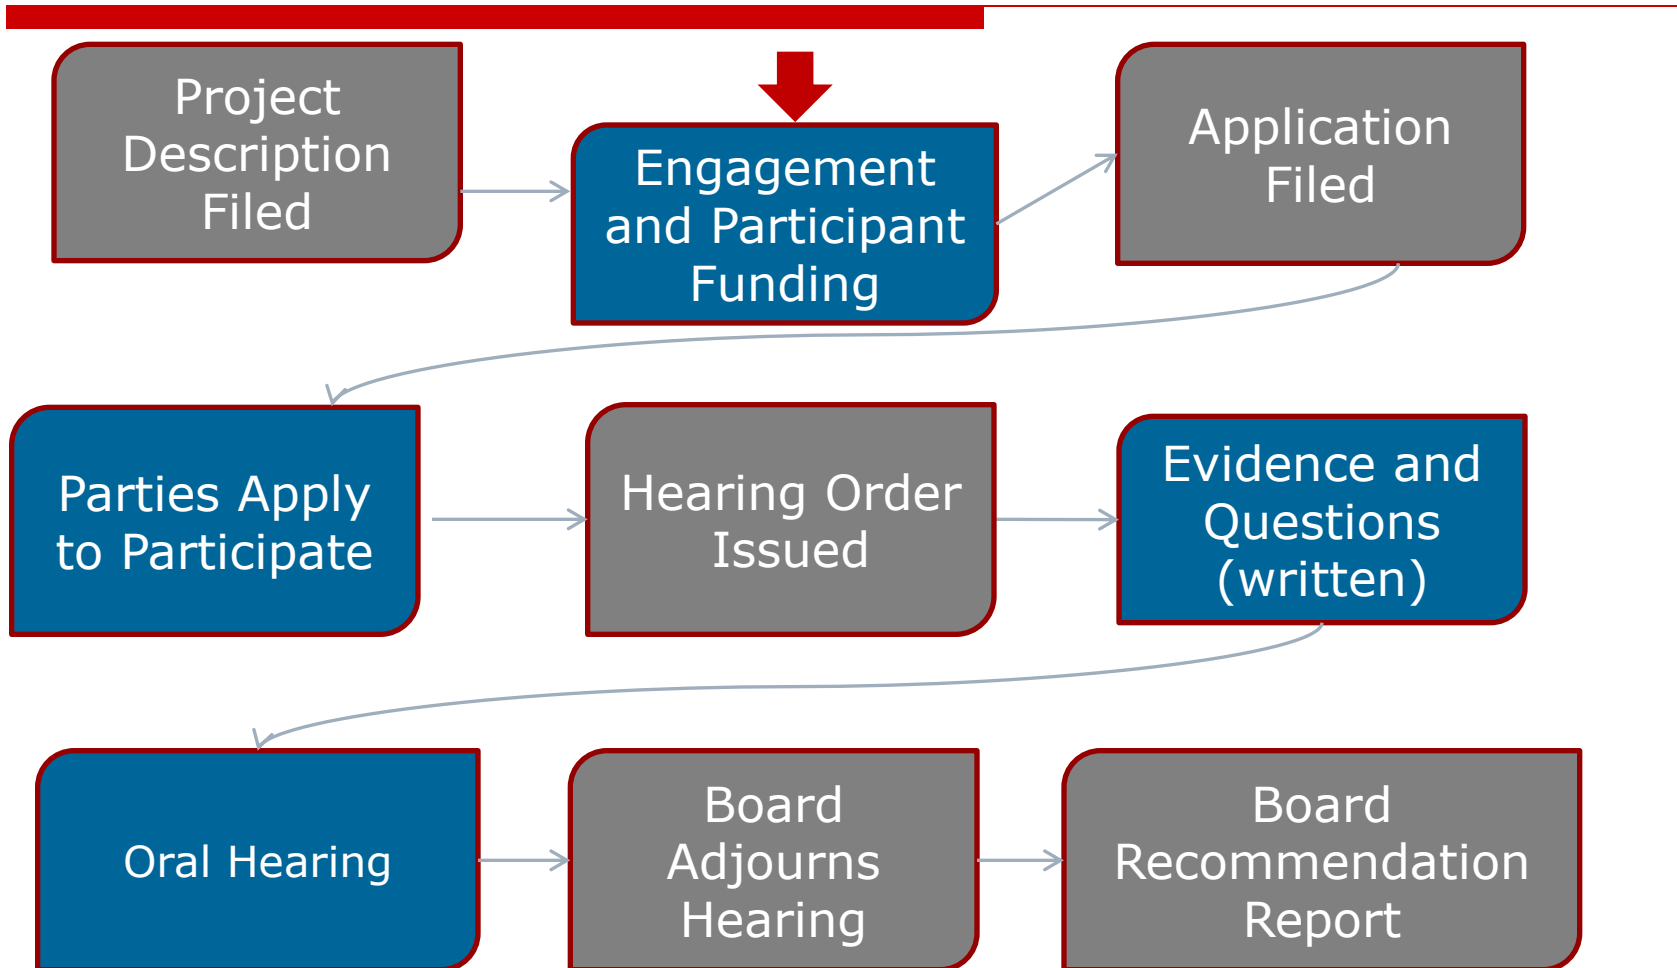 Project
Description
Filed
Engagement
and Participant
Funding
Application
Filed
Parties Apply
to Participate
Hearing Order
Issued
Evidence and
Questions
(written)
Oral Hearing
Board
Adjourns
Hearing
Board
Recommendation
Report